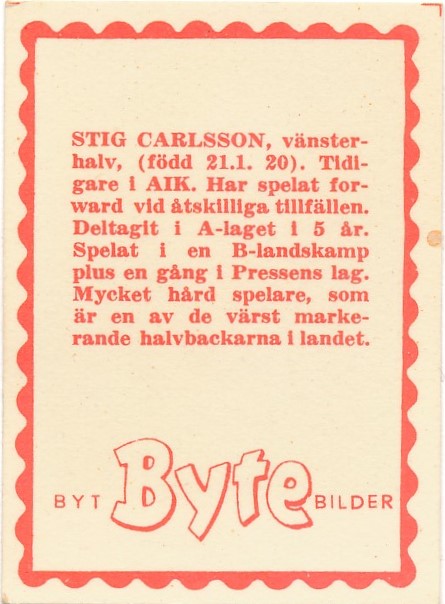 STIG CARLSSON, vänster-
halv, (född 21.1. 20). Tidi-
gare i AIK. Har spelat for-
ward vid åtskilliga tillfällen.
Deltagit i A-laget i 5 år.
Spelat i en B-landskamp
plus en gång i Pressens lag.
Mycket hård spelare, som
är en av de värst marke-
rande halvbackarna i landet.
BYT Byte BILDER